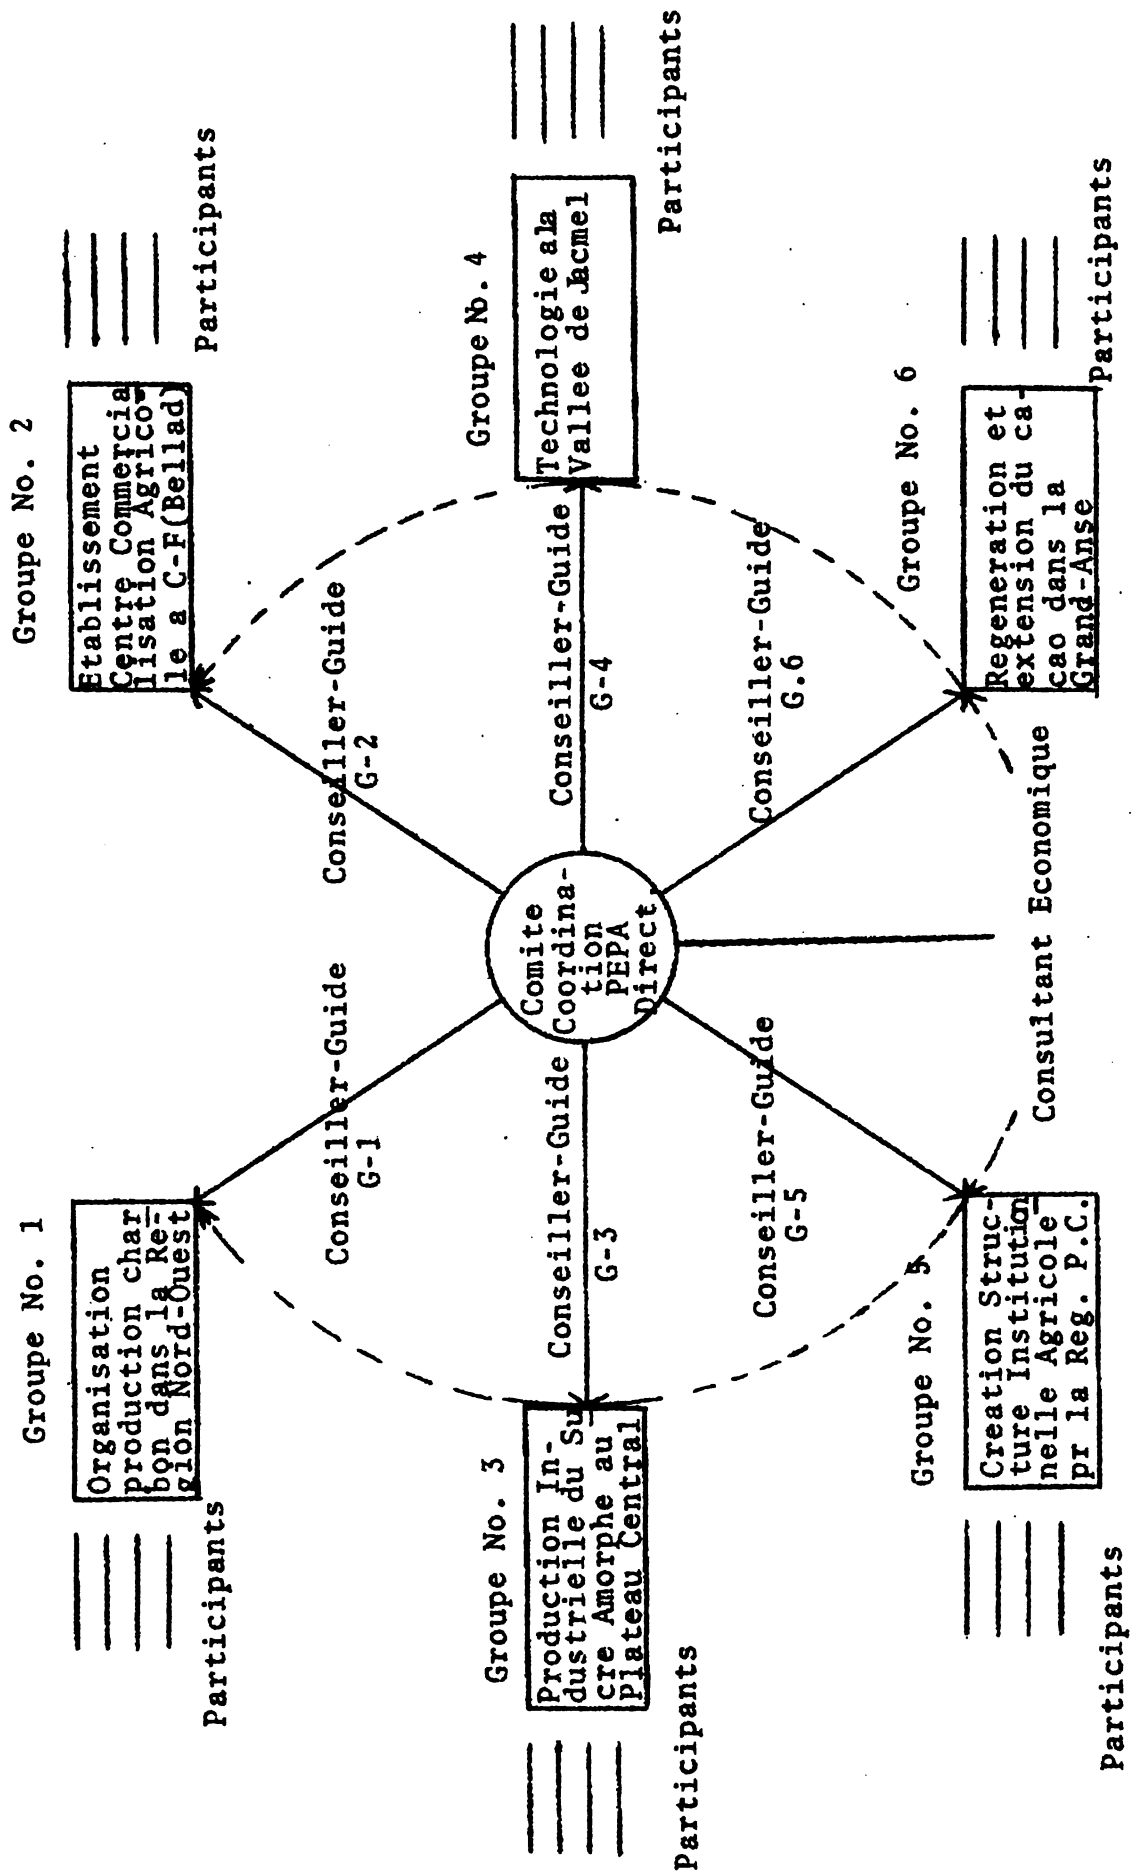 Groupe No. 1
Organisation
production char
bon dans la Re-
gion Nord-Ouest
Participants
Conseiller-Guide
G-1
Groupe No. 2
Etablissement
Centre Commercia
lisation Agrico-
le a C-F(Bellad)
Participants
Conseiller-Guide
G-2
Groupe No. 3
Production In-
dustrielle du Su
cre Amorphe au
Plateau Central
Participants
Conseiller-Guide
G-3
Comite
Coordina-
tion
PEPA
Direct.
Conseiller-Guide
G-4
Groupe No. 4
Technologie a la
Vallee de Jacmel
Participants
Conseiller-Guide
G-5
Groupe No. 5
Creation Struc-
ture Institution
nelle Agricole
pr la Reg. P.C.
Participants
Conseiller-Guide
G.6
Groupe No. 6
Regeneration et
extension du ca-
cao dans la
Grand-Anse
Participants
Consultant Economique